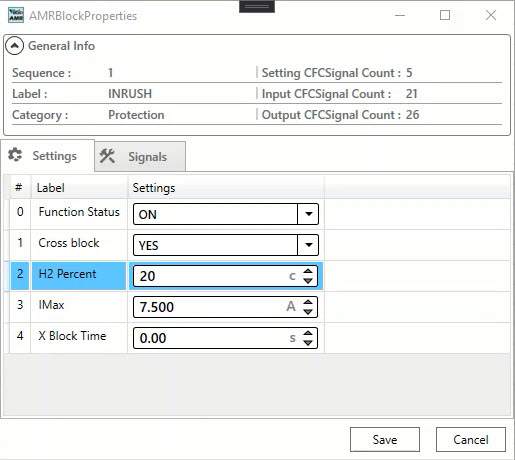 AMRBlockProperties
General Info
Sequence : 1 Setting CFCSignal Count : 5
Label : INRUSH Input CFCSignal Count : 21
Category : Protection Output CFCSignal Count : 26
Settings Signals
# Label Settings
0 Function Status ON
1 Cross block YES
2 H2 Percent 20 c
3 IMax 7.500 A
4 X Block Time 0.00 s
Save Cancel